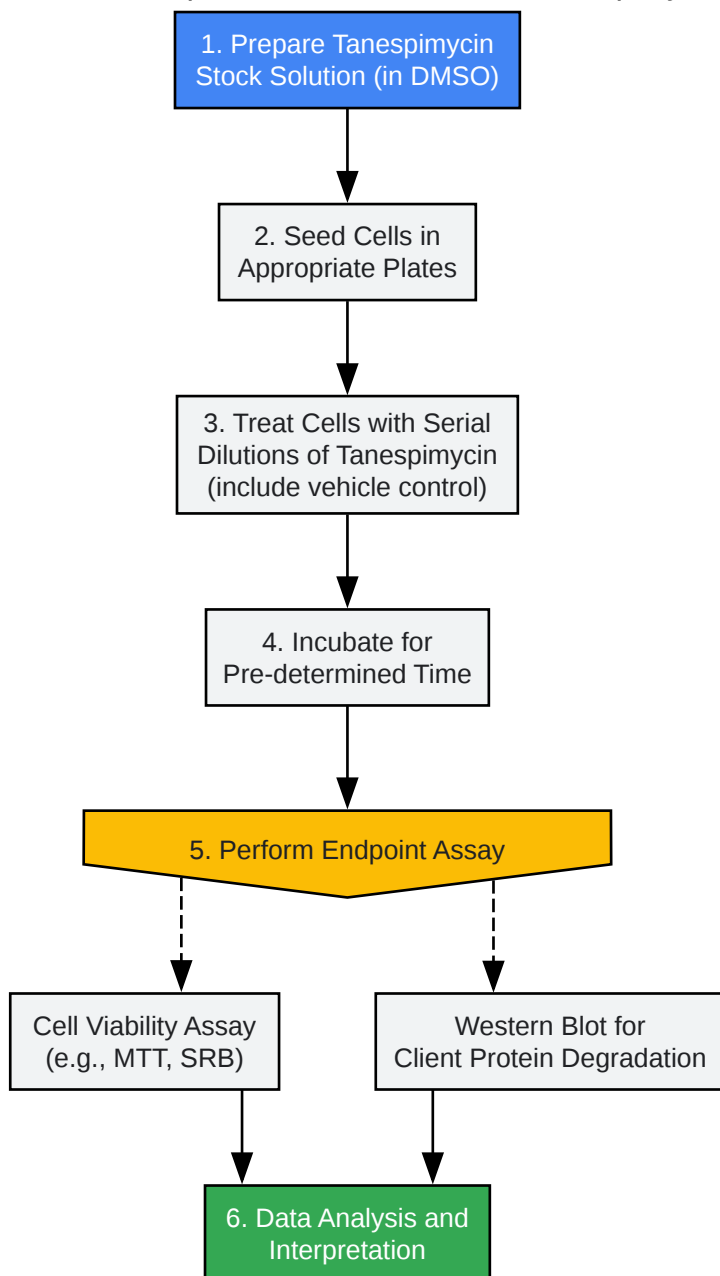 1. Prepare Tanespimycin
Stock Solution (in DMSO)
2. Seed Cells in
Appropriate Plates
3. Treat Cells with Serial
Dilutions of Tanespimycin
(include vehicle control)
4. Incubate for
Pre-determined Time
5. Perform Endpoint Assay
Cell Viability Assay
(e.g., MTT, SRB)
Western Blot for
Client Protein Degradation
6. Data Analysis and
Interpretation